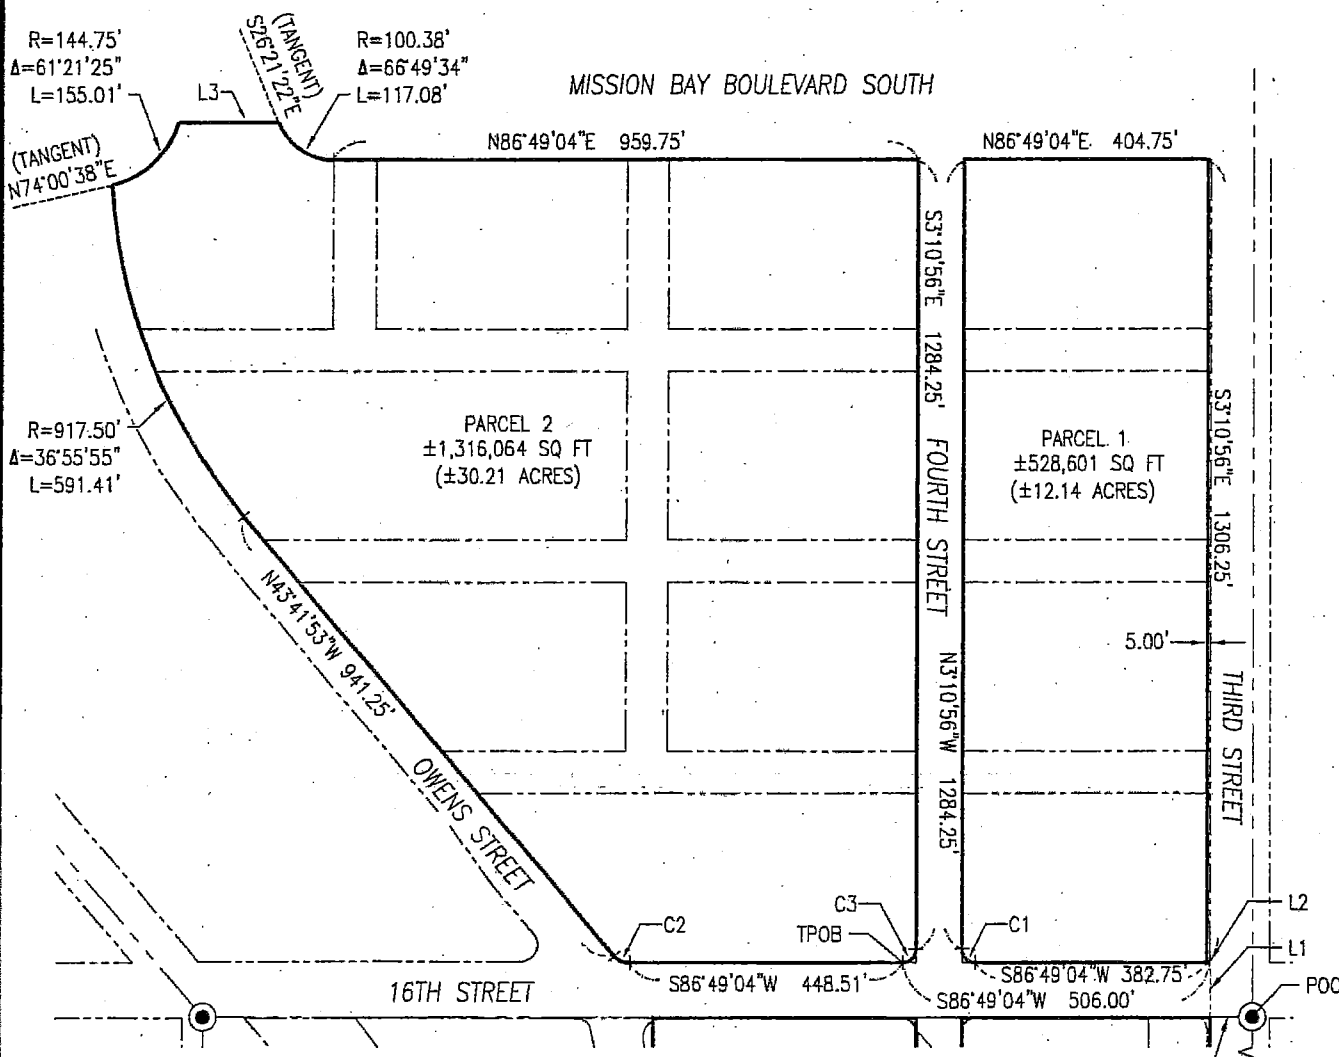 R=144.75'
Δ=61°21'25"
L=155.01'
L3
(TANGENT)
S26°21'22"E
R=100.38'
Δ=66°49'34"
L=117.08'
MISSION BAY BOULEVARD SOUTH
(TANGENT)
N74°00'38"E
N86°49'04"E 959.75'
N86°49'04"E 404.75'
S3°10'56"E 1284.25'
FOURTH STREET
N3°10'56"W 1284.25'
S3°10'56"E 1306.25'
R=917.50'
Δ=36°55'55"
L=591.41'
PARCEL 2
±1,316,064 SQ FT
(±30.21 ACRES)
PARCEL 1
±528,601 SQ FT
(±12.14 ACRES)
N43°41'53"W 941.25'
5.00'
THIRD STREET
OWENS STREET
C2
C3
TPOB
C1
L2
L1
POC
16TH STREET
S86°49'04"W 448.51'
S86°49'04"W 382.75'
S86°49'04"W 506.00'